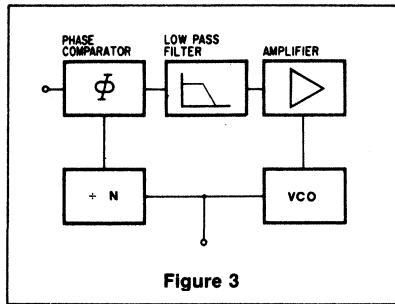 PHASE
COMPARATOR
LOW PASS
FILTER
AMPLIFIER
Φ
÷ N
VCO
Figure 3